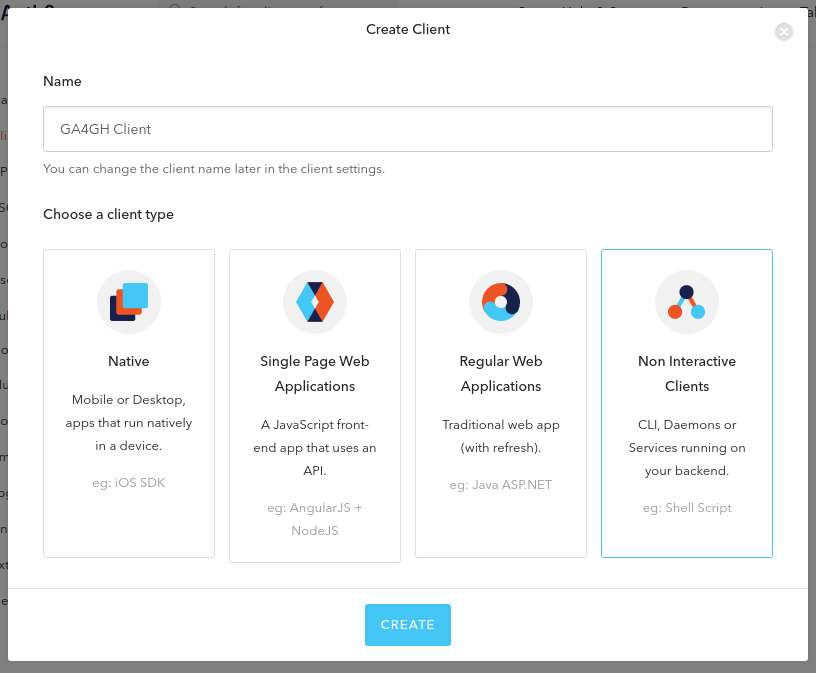 Create Client
Name
GA4GH Client
You can change the client name later in the client settings.
Choose a client type
Native
Mobile or Desktop,
apps that run natively
in a device.
eg: iOS SDK
Single Page Web
Applications
A JavaScript front-
end app that uses an
API.
eg: AngularJS +
NodeJS
Regular Web
Applications
Traditional web app
(with refresh).
eg: Java ASP.NET
Non Interactive
Clients
CLI, Daemons or
Services running on
your backend.
eg: Shell Script
CREATE